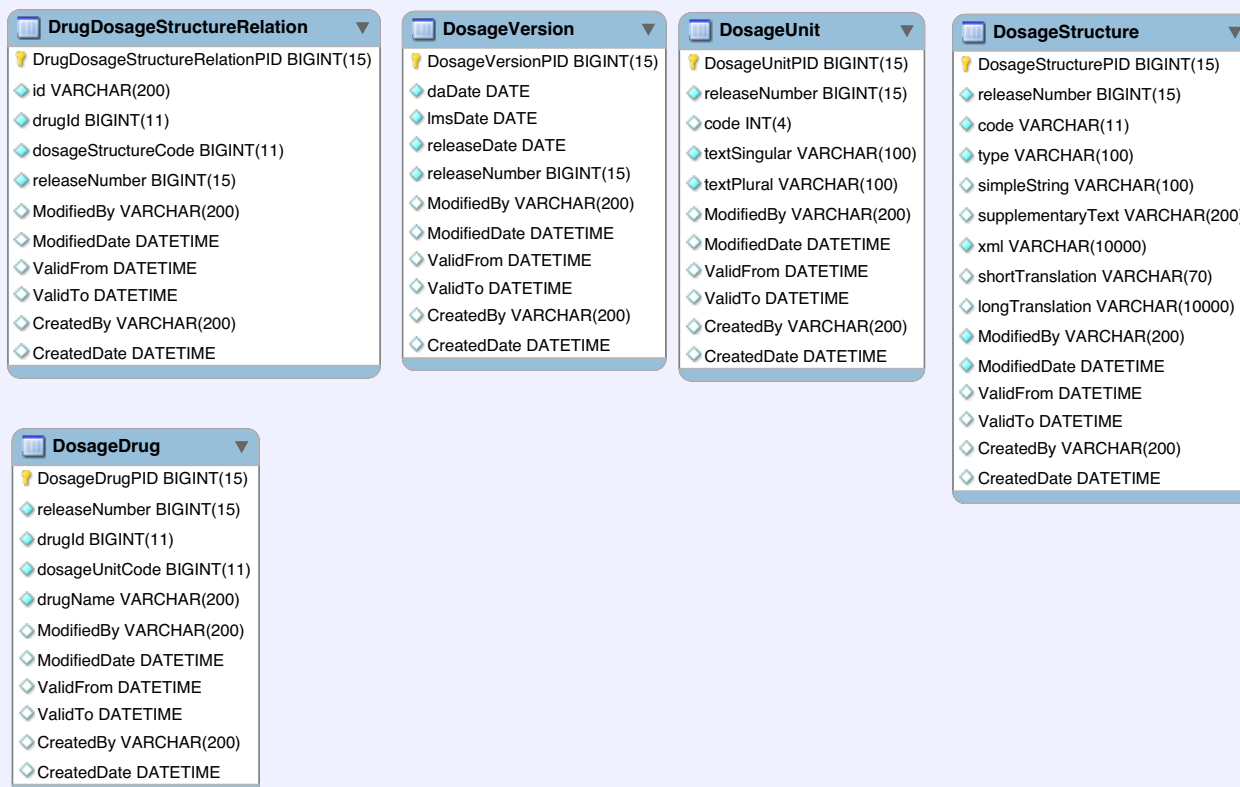 DrugDosageStructureRelation
DrugDosageStructureRelationPID BIGINT(15)
id VARCHAR(200)
drugId BIGINT(11)
dosageStructureCode BIGINT(11)
releaseNumber BIGINT(15)
ModifiedBy VARCHAR(200)
ModifiedDate DATETIME
ValidFrom DATETIME
ValidTo DATETIME
CreatedBy VARCHAR(200)
CreatedDate DATETIME
DosageVersion
DosageVersionPID BIGINT(15)
daDate DATE
lmsDate DATE
releaseDate DATE
releaseNumber BIGINT(15)
ModifiedBy VARCHAR(200)
ModifiedDate DATETIME
ValidFrom DATETIME
ValidTo DATETIME
CreatedBy VARCHAR(200)
CreatedDate DATETIME
DosageUnit
DosageUnitPID BIGINT(15)
releaseNumber BIGINT(15)
code INT(4)
textSingular VARCHAR(100)
textPlural VARCHAR(100)
ModifiedBy VARCHAR(200)
ModifiedDate DATETIME
ValidFrom DATETIME
ValidTo DATETIME
CreatedBy VARCHAR(200)
CreatedDate DATETIME
DosageStructure
DosageStructurePID BIGINT(15)
releaseNumber BIGINT(15)
code VARCHAR(11)
type VARCHAR(100)
simpleString VARCHAR(100)
supplementaryText VARCHAR(200)
xml VARCHAR(10000)
shortTranslation VARCHAR(70)
longTranslation VARCHAR(10000)
ModifiedBy VARCHAR(200)
ModifiedDate DATETIME
ValidFrom DATETIME
ValidTo DATETIME
CreatedBy VARCHAR(200)
CreatedDate DATETIME
DosageDrug
DosageDrugPID BIGINT(15)
releaseNumber BIGINT(15)
drugId BIGINT(11)
dosageUnitCode BIGINT(11)
drugName VARCHAR(200)
ModifiedBy VARCHAR(200)
ModifiedDate DATETIME
ValidFrom DATETIME
ValidTo DATETIME
CreatedBy VARCHAR(200)
CreatedDate DATETIME